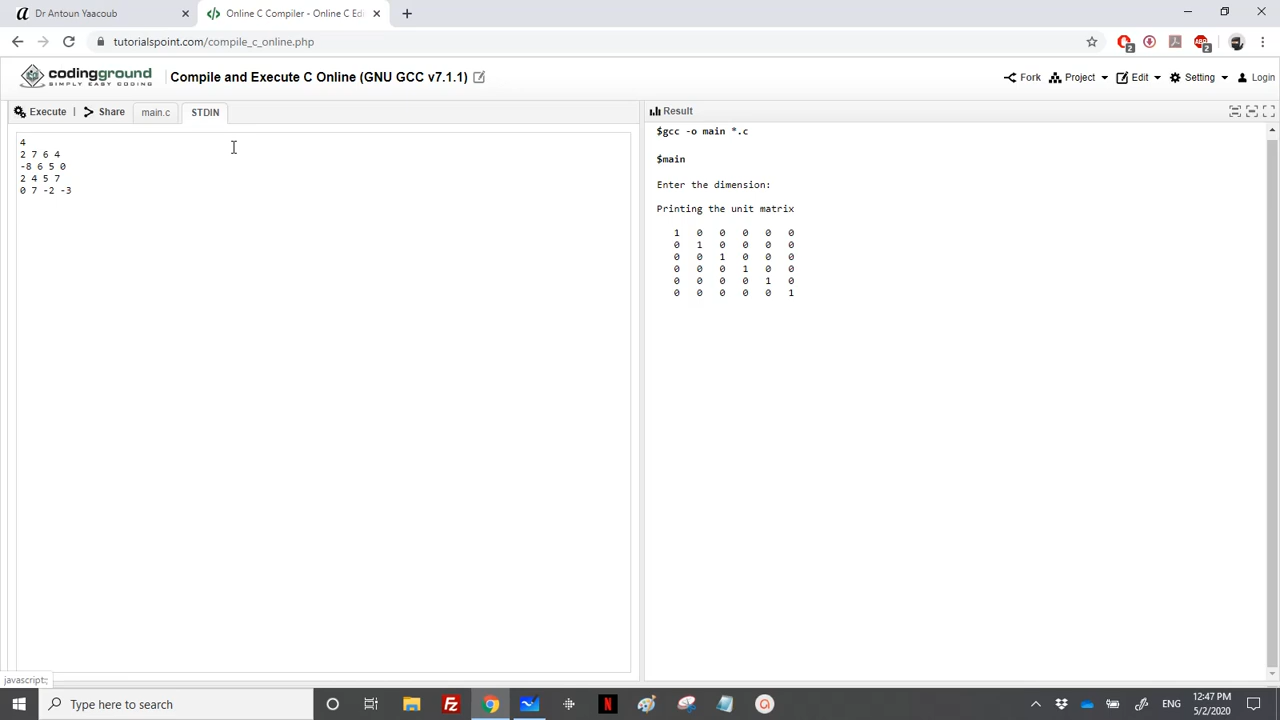 Dr Antoun Yaacoub
Online C Compiler - Online C Edi
tutorialspoint.com/compile_c_online.php
2
ABP
2
codingground
SIMPLY EASY CODING
Compile and Execute C Online (GNU GCC v7.1.1)
Fork
Project
Edit
Setting
Login
Execute
Share
main.c
STDIN
Result
4
2 7 6 4
-8 6 5 0
2 4 5 7
0 7 -2 -3
$gcc -o main *.c
$main
Enter the dimension:
Printing the unit matrix
1 0 0 0 0 0
0 1 0 0 0 0
0 0 1 0 0 0
0 0 0 1 0 0
0 0 0 0 1 0
0 0 0 0 0 1
javascript:;
Type here to search
ENG
12:47 PM
5/2/2020